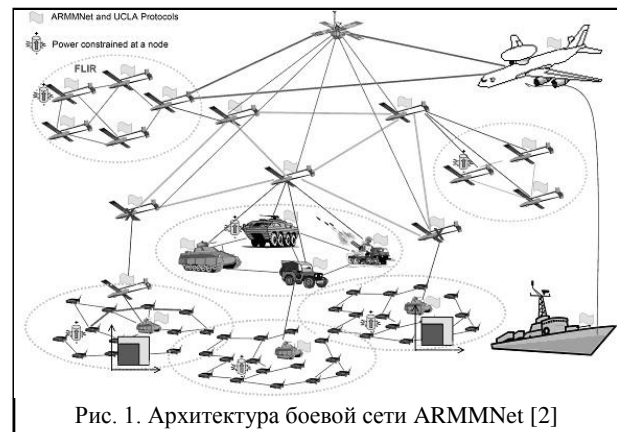 ARMMNet and UCLA Protocols
Power constrained at a node
FLIR
Рис. 1. Архитектура боевой сети ARMMNet [2]